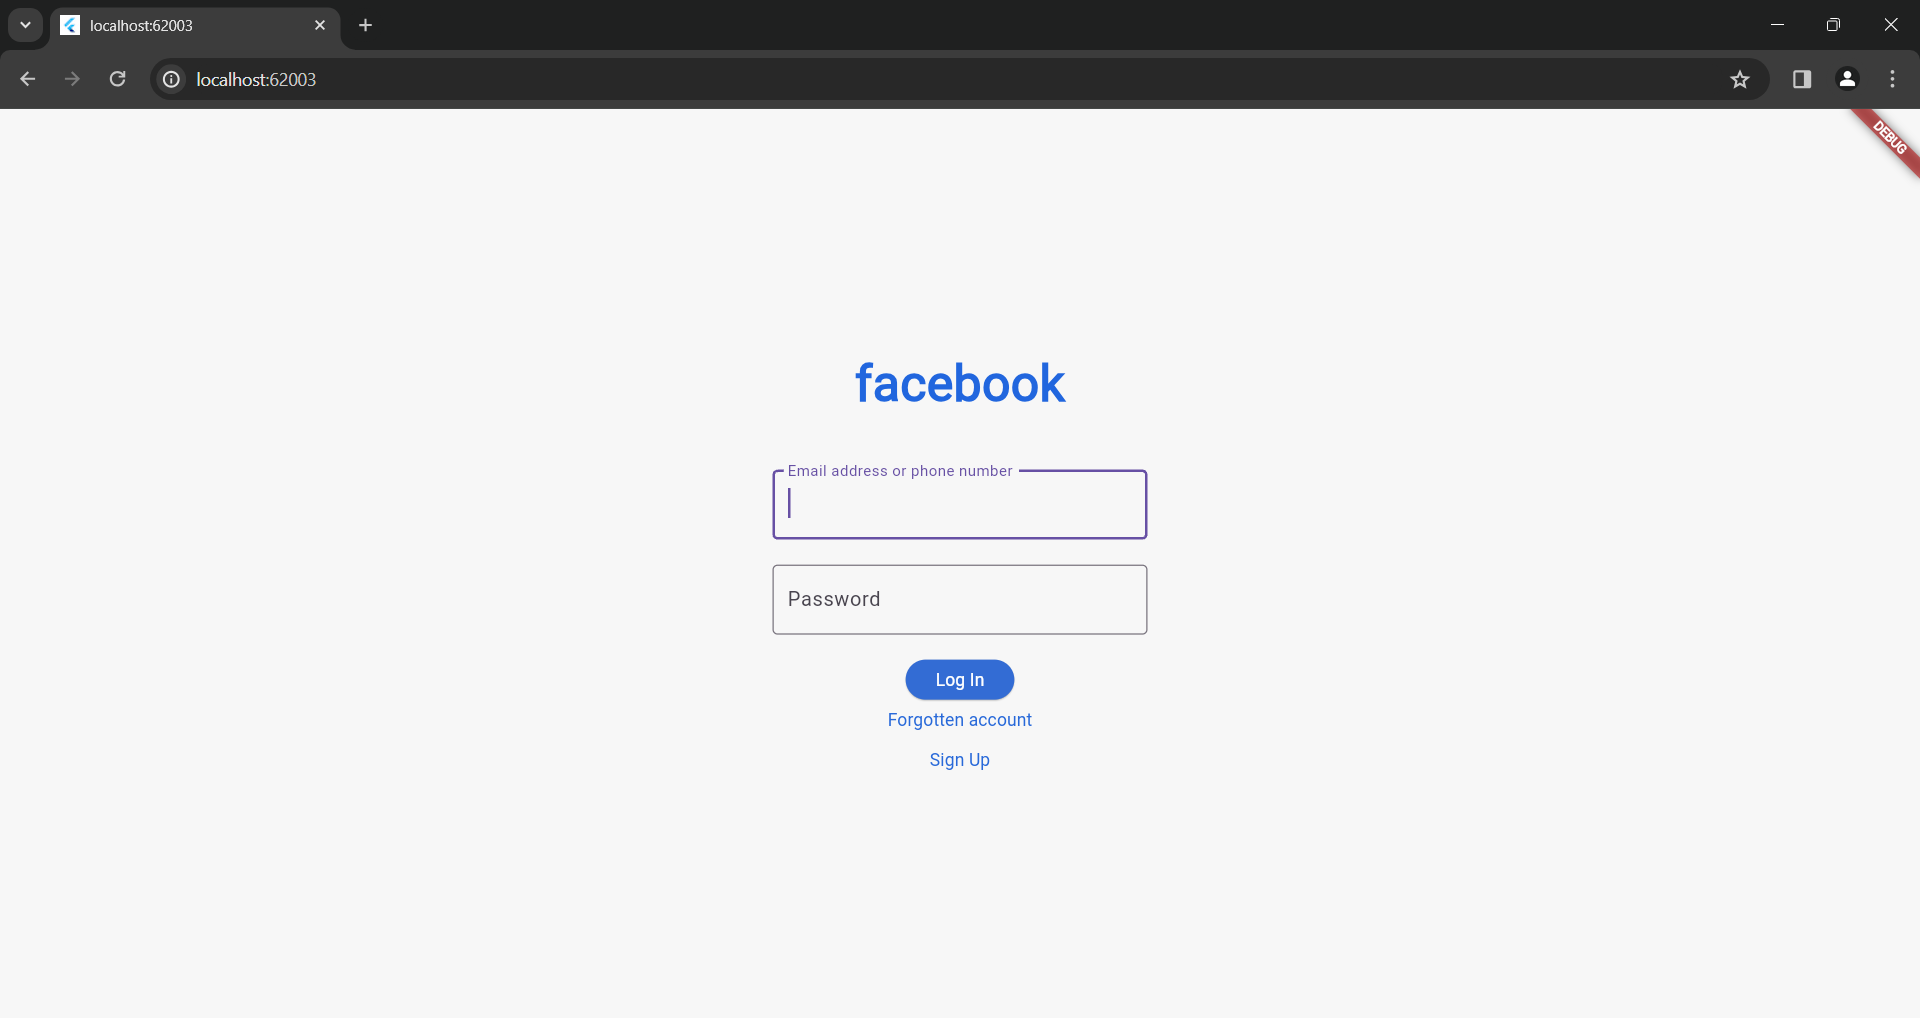 localhost:62003
localhost:62003
DEBUG
facebook
Email address or phone number
Password
Log In
Forgotten account
Sign Up